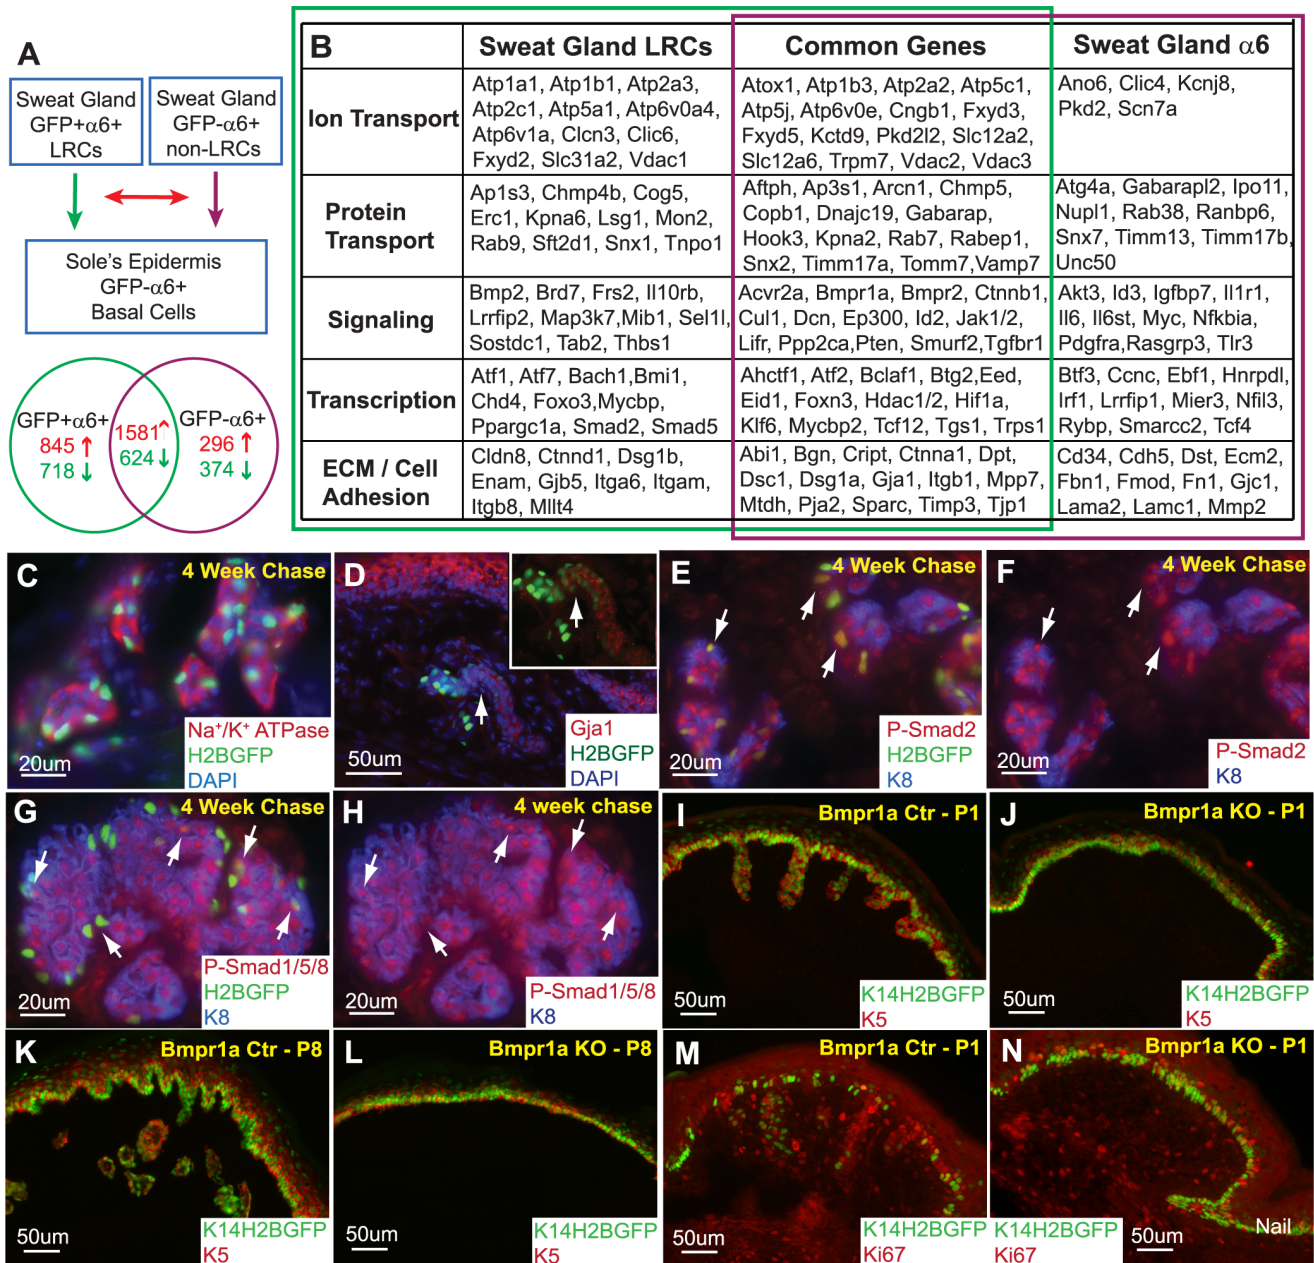 A
Sweat Gland
GFP+α6+
LRCs
Sweat Gland
GFP-α6+
non-LRCs
Sole's Epidermis
GFP-α6+
Basal Cells
GFP+α6+
845 ↑
718 ↓
1581↑
624 ↓
GFP-α6+
296 ↑
374 ↓
B
Sweat Gland LRCs
Common Genes
Sweat Gland α6
Ion Transport
Atp1a1, Atp1b1, Atp2a3,
Atp2c1, Atp5a1, Atp6v0a4,
Atp6v1a, Clcn3, Clic6,
Fxyd2, Slc31a2, Vdac1
Atox1, Atp1b3, Atp2a2, Atp5c1,
Atp5j, Atp6v0e, Cngb1, Fxyd3,
Fxyd5, Kctd9, Pkd2l2, Slc12a2,
Slc12a6, Trpm7, Vdac2, Vdac3
Ano6, Clic4, Kcnj8,
Pkd2, Scn7a
Protein
Transport
Ap1s3, Chmp4b, Cog5,
Erc1, Kpna6, Lsg1, Mon2,
Rab9, Sft2d1, Snx1, Tnpo1
Aftph, Ap3s1, Arcn1, Chmp5,
Copb1, Dnajc19, Gabarap,
Hook3, Kpna2, Rab7, Rabep1,
Snx2, Timm17a, Tomm7,Vamp7
Atg4a, Gabarapl2, Ipo11,
Nupl1, Rab38, Ranbp6,
Snx7, Timm13, Timm17b,
Unc50
Signaling
Bmp2, Brd7, Frs2, Il10rb,
Lrrfip2, Map3k7,Mib1, Sel1l,
Sostdc1, Tab2, Thbs1
Acvr2a, Bmpr1a, Bmpr2, Ctnnb1,
Cul1, Dcn, Ep300, Id2, Jak1/2,
Lifr, Ppp2ca,Pten, Smurf2,Tgfbr1
Akt3, Id3, Igfbp7, Il1r1,
Il6, Il6st, Myc, Nfkbia,
Pdgfra,Rasgrp3, Tlr3
Transcription
Atf1, Atf7, Bach1,Bmi1,
Chd4, Foxo3,Mycbp,
Ppargc1a, Smad2, Smad5
Ahctf1, Atf2, Bclaf1, Btg2,Eed,
Eid1, Foxn3, Hdac1/2, Hif1a,
Klf6, Mycbp2, Tcf12, Tgs1, Trps1
Btf3, Ccnc, Ebf1, Hnrpdl,
Irf1, Lrrfip1, Mier3, Nfil3,
Rybp, Smarcc2, Tcf4
ECM / Cell
Adhesion
Cldn8, Ctnnd1, Dsg1b,
Enam, Gjb5, Itga6, Itgam,
Itgb8, Mllt4
Abi1, Bgn, Cript, Ctnna1, Dpt,
Dsc1, Dsg1a, Gja1, Itgb1, Mpp7,
Mtdh, Pja2, Sparc, Timp3, Tjp1
Cd34, Cdh5, Dst, Ecm2,
Fbn1, Fmod, Fn1, Gjc1,
Lama2, Lamc1, Mmp2
C
4 Week Chase
20um
Na+/K+ ATPase
H2BGFP
DAPI
D
50um
Gja1
H2BGFP
DAPI
E
4 Week Chase
20um
P-Smad2
H2BGFP
K8
F
4 Week Chase
20um
P-Smad2
K8
G
4 Week Chase
20um
P-Smad1/5/8
H2BGFP
K8
H
4 week chase
20um
P-Smad1/5/8
K8
I
Bmpr1a Ctr - P1
50um
K14H2BGFP
K5
J
Bmpr1a KO - P1
50um
K14H2BGFP
K5
K
Bmpr1a Ctr - P8
50um
K14H2BGFP
K5
L
Bmpr1a KO - P8
50um
K14H2BGFP
K5
M
Bmpr1a Ctr - P1
50um
K14H2BGFP
Ki67
N
Bmpr1a KO - P1
Nail
K14H2BGFP
Ki67
50um